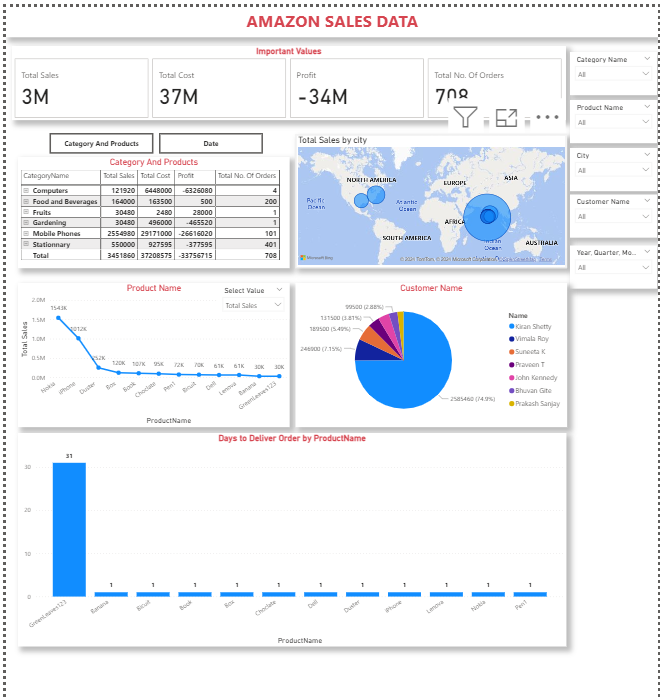 AMAZON SALES DATA
Important Values
Total Sales
3M
Total Cost
37M
Profit
-34M
Total No. Of Orders
708
Category Name
All
Product Name
All
City
All
Customer Name
All
Year, Quarter, Mo...
All
Category And Products
Date
Category And Products
CategoryName Total Sales Total Cost Profit Total No. Of Orders
Computers 121920 6448000 -6326080 4
Food and Beverages 164000 163500 500 200
Fruits 30480 2480 28000 1
Gardening 30480 496000 -465520 1
Mobile Phones 2554980 29171000 -26616020 101
Stationnary 550000 927595 -377595 401
Total 3451860 37208575 -33756715 708
Total Sales by city
NORTH AMERICA
EUROPE
ASIA
Pacific
Ocean
Atlantic
Ocean
AFRICA
SOUTH AMERICA
Indian
Ocean
AUSTRALIA
Microsoft Bing
Product Name
Select Value
Total Sales
Total Sales
2.0M
1.5M
1.0M
0.5M
0.0M
1543K
1012K
252K
120K
107K
95K
72K
70K
61K
61K
30K
30K
Nokia
iPhone
Duster
Box
Book
Choclate
Pen1
Bicuit
Dell
Lenova
Banana
GreenLeaves123
ProductName
Customer Name
99500 (2.88%)
131500 (3.81%)
189500 (5.49%)
246900 (7.15%)
2585460 (74.9%)
Name
Kiran Shetty
Vimala Roy
Suneeta K
Praveen T
John Kennedy
Bhuvan Gite
Prakash Sanjay
Days to Deliver Order by ProductName
30
20
10
0
31
1
1
1
1
1
1
1
1
1
1
1
GreenLeaves123
Banana
Bicuit
Book
Box
Choclate
Dell
Duster
iPhone
Lenova
Nokia
Pen1
ProductName